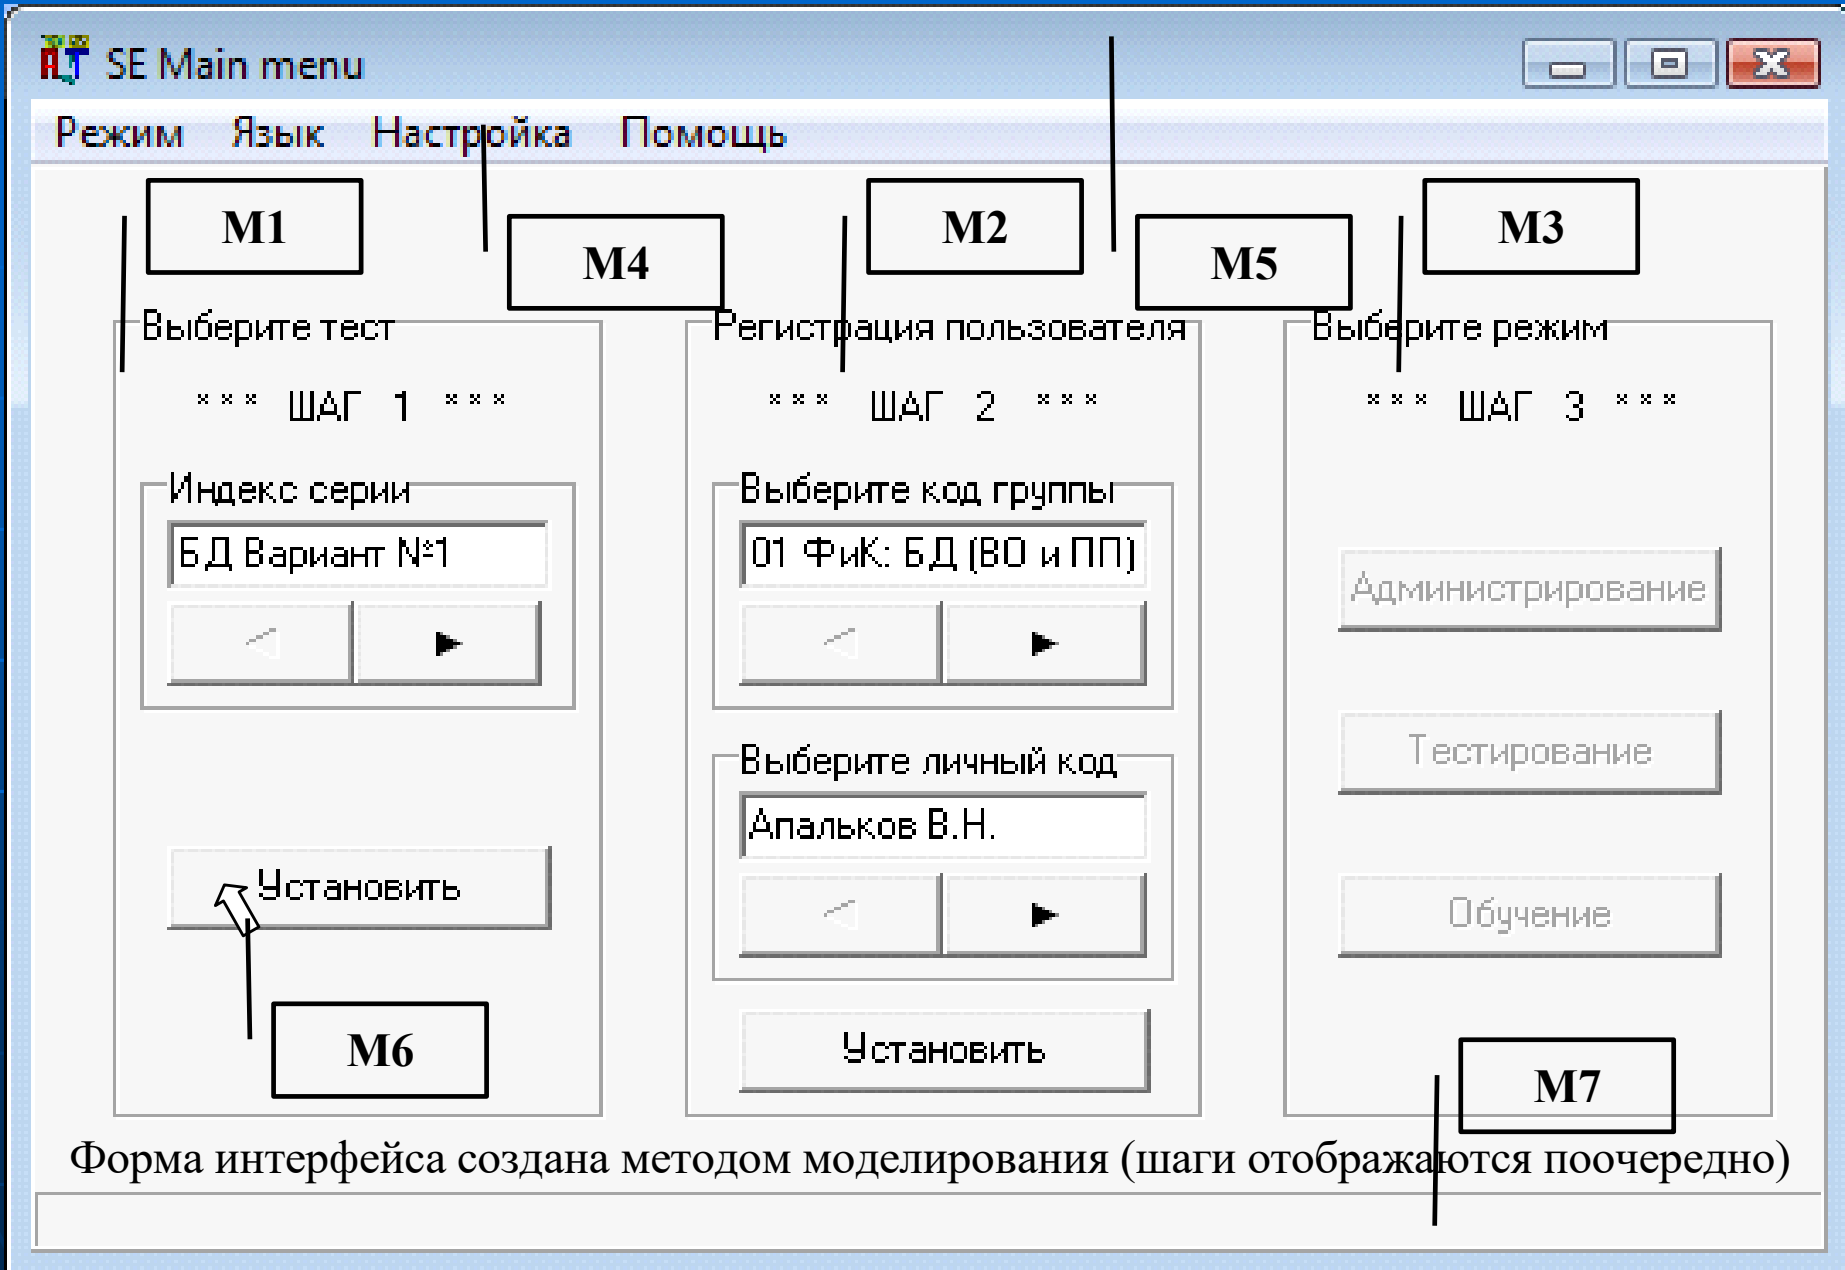 SE Main menu
Режим Язык Настройка Помощь
M1
M2
M3
M4
M5
Выберите тест
*** ШАГ 1 ***
Индекс серии
БД Вариант №1
Установить
M6
Регистрация пользователя
*** ШАГ 2 ***
Выберите код группы
01 ФиК: БД (ВО и ПП)
Выберите личный код
Апальков В.Н.
Установить
Выберите режим
*** ШАГ 3 ***
Администрирование
Тестирование
Обучение
M7
Форма интерфейса создана методом моделирования (шаги отображаются поочередно)